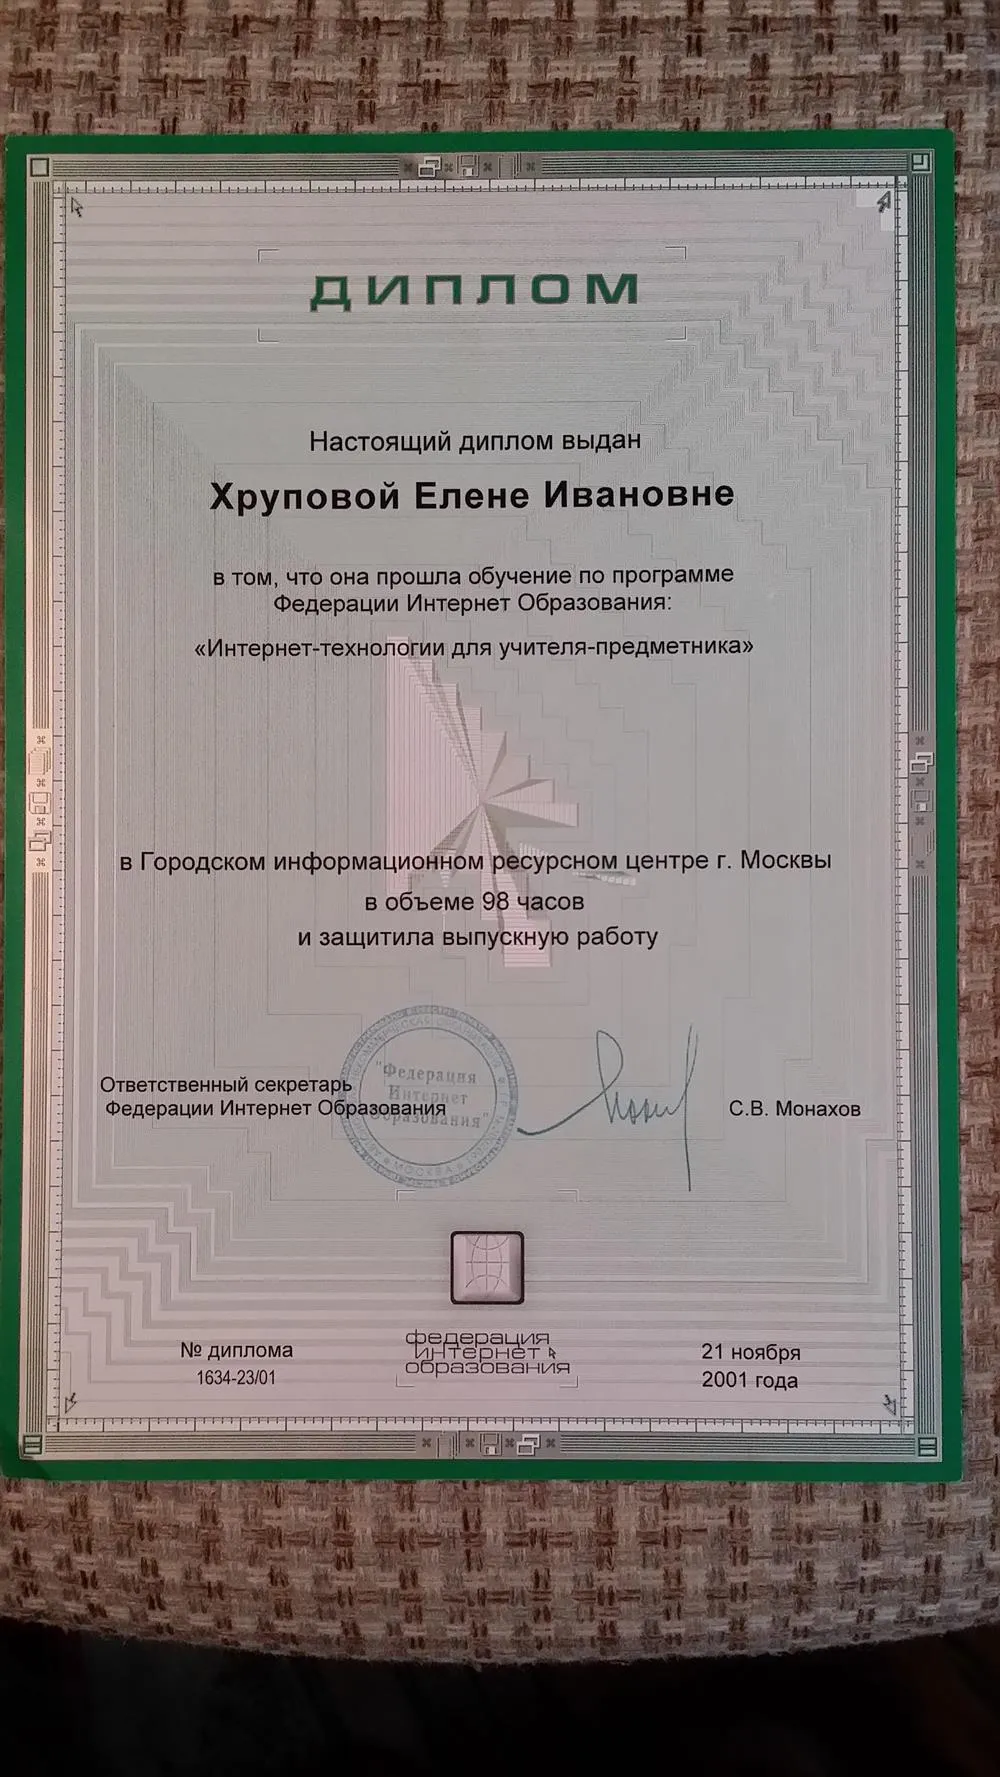 ДИПЛОМ
Настоящий диплом выдан
Хруповой Елене Ивановне
в том, что она прошла обучение по программе
Федерации Интернет Образования:
«Интернет-технологии для учителя-предметника»
в Городском информационном ресурсном центре г. Москвы
в объеме 98 часов
и защитила выпускную работу
"Федерация
Интернет
Образования"
МОСКВА
Ответственный секретарь
Федерации Интернет Образования
С.В. Монахов
№ диплома
1634-23/01
федерация
интернет
образования
21 ноября
2001 года